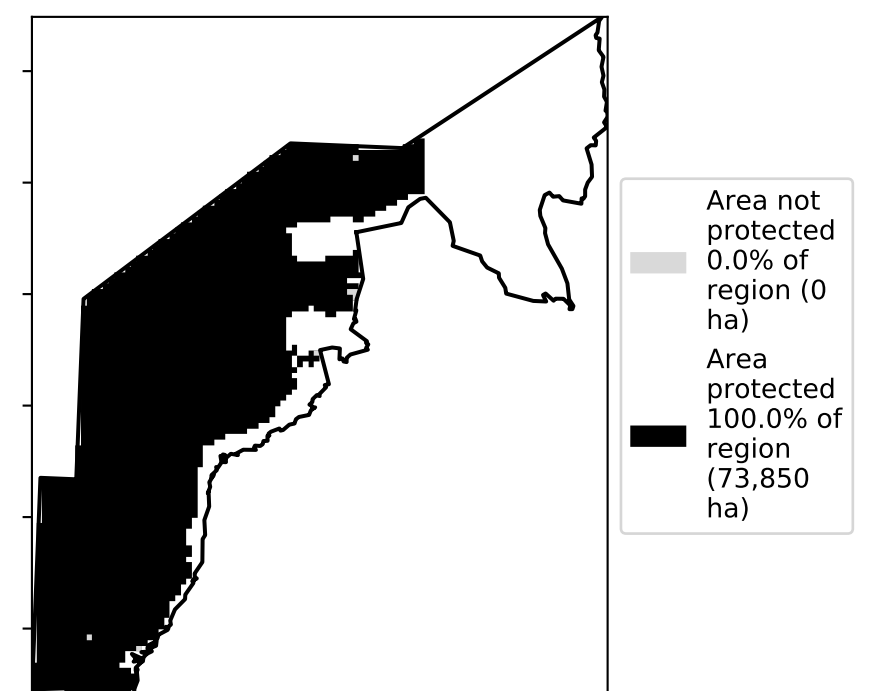 Area not
protected
0.0% of
region (0
ha)
Area
protected
100.0% of
region
(73,850
ha)